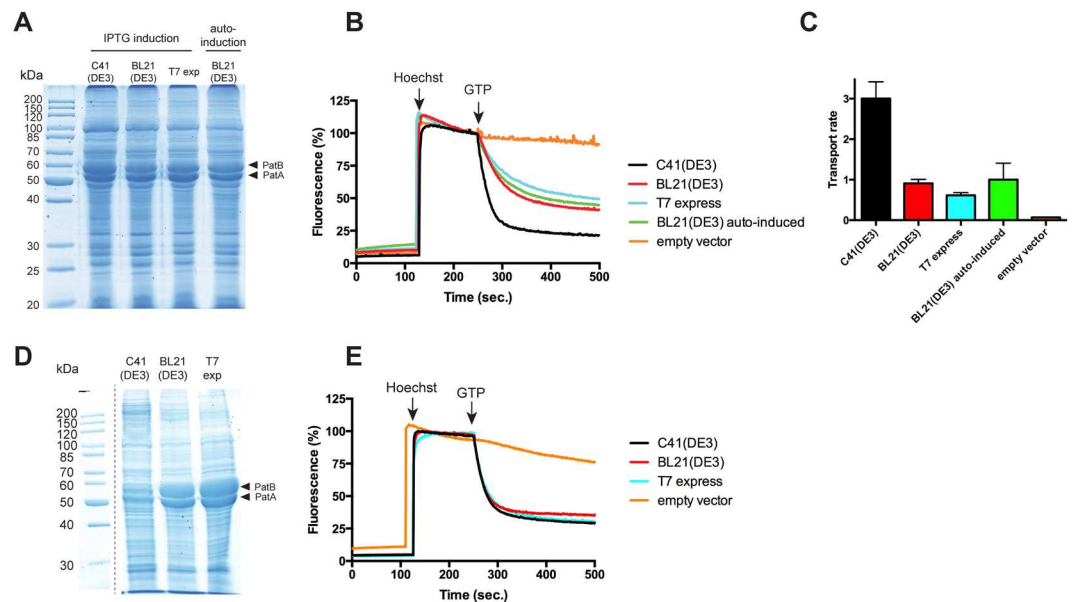 A
IPTG induction
auto-
induction
kDa
C41
(DE3)
BL21
(DE3)
T7 exp
BL21
(DE3)
200
150
120
100
85
70
60
50
40
30
25
20
PatB
PatA
B
Hoechst
GTP
Fluorescence (%)
125
100
75
50
25
0
0 100 200 300 400 500
Time (sec.)
C41(DE3)
BL21(DE3)
T7 express
BL21(DE3) auto-induced
empty vector
C
Transport rate
3
2
1
0
C41(DE3)
BL21(DE3)
T7 express
BL21(DE3) auto-induced
empty vector
D
kDa
C41
(DE3)
BL21
(DE3)
T7
exp
200
150
120
100
85
70
60
50
40
30
PatB
PatA
E
Hoechst
GTP
Fluorescence (%)
125
100
75
50
25
0
0 100 200 300 400 500
Time (sec.)
C41(DE3)
BL21(DE3)
T7 express
empty vector